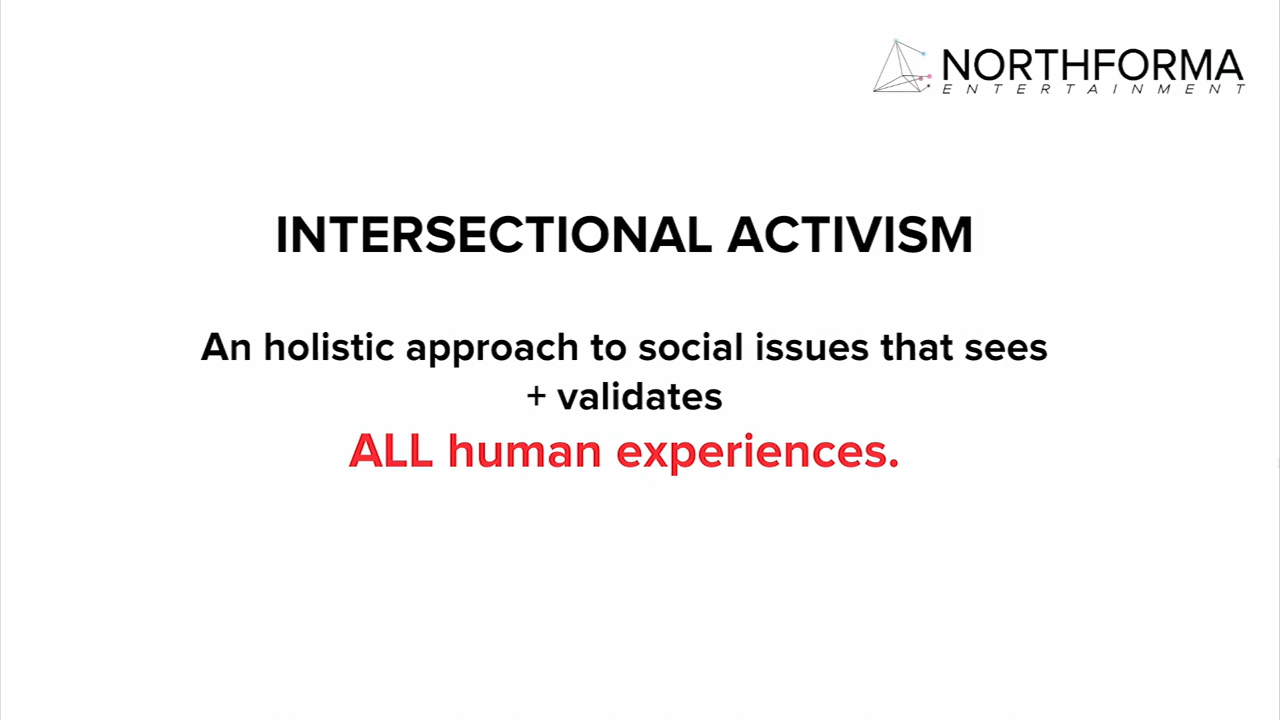 NORTHFORMA
ENTERTAINMENT
INTERSECTIONAL ACTIVISM
An holistic approach to social issues that sees
+ validates
ALL human experiences.